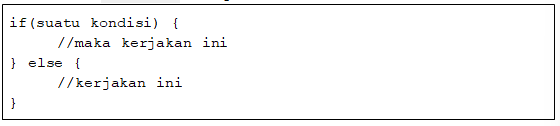 if(suatu kondisi) {
//maka kerjakan ini
} else {
//kerjakan ini
}